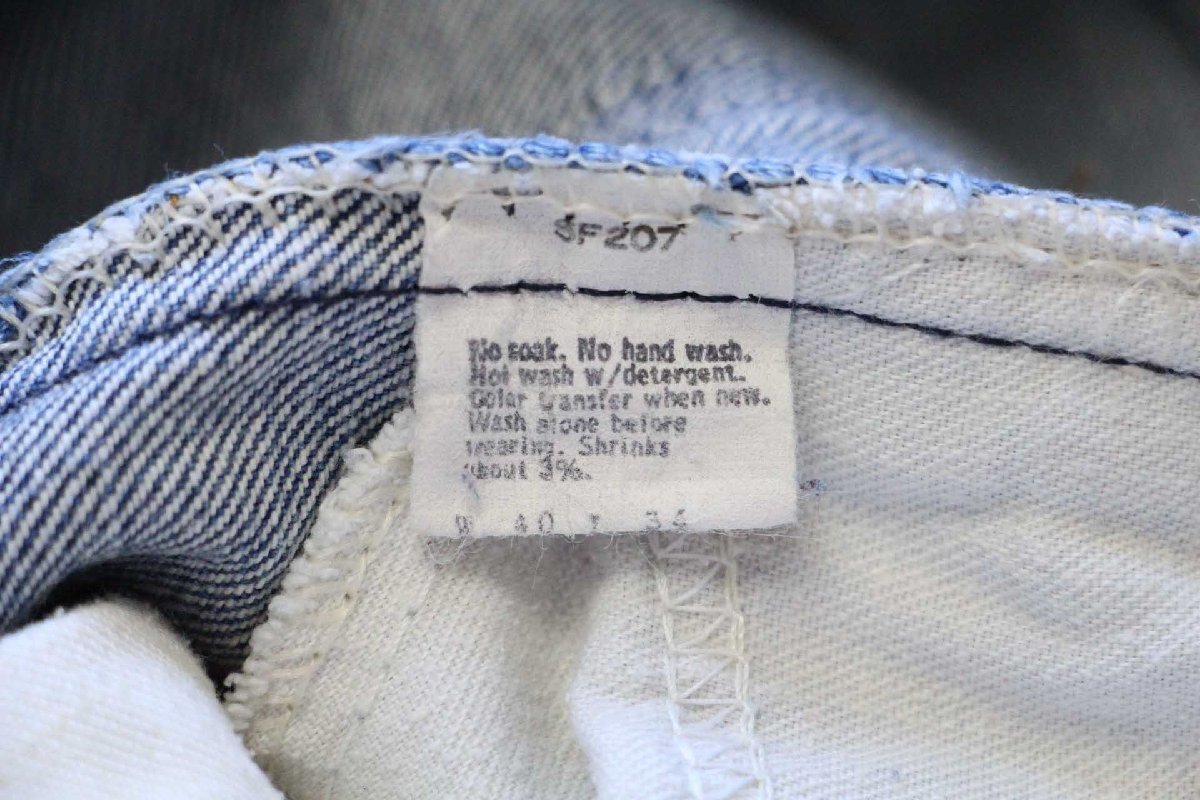 SF207
No soak. No hand wash.
Hot wash w/detergent.
Color transfer when new.
Wash alone before
wearing. Shrinks
about 3%.
40